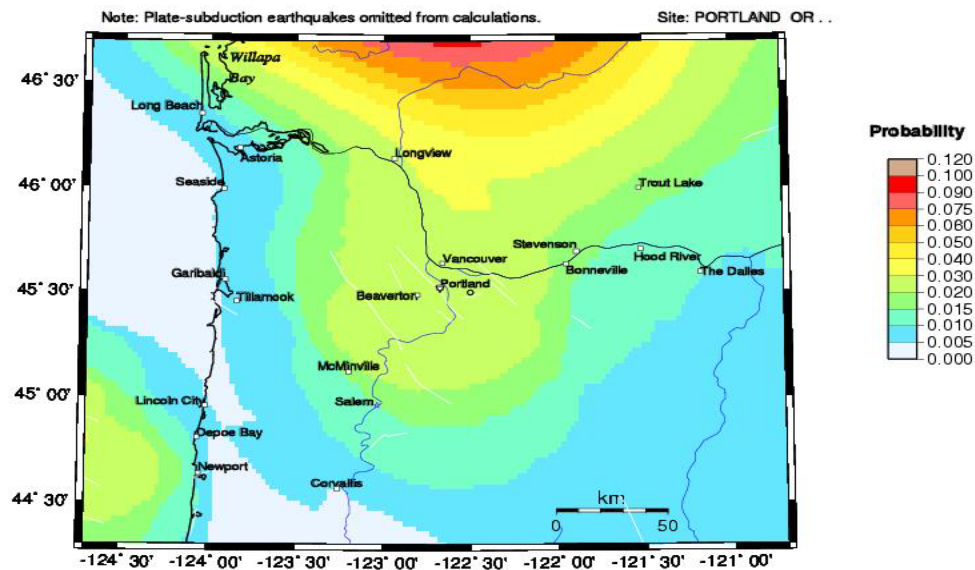 Note: Plate-subduction earthquakes omitted from calculations. Site: PORTLAND OR . .
46° 30'
46° 00'
45° 30'
45° 00'
44° 30'
Willapa
Bay
Long Beach
Astoria
Longview
Seaside
Trout Lake
Stevenson
Vancouver
Bonneville
Hood River
The Dalles
Garibaldi
Tillamook
Beaverton
Portland
McMinville
Lincoln City
Salem
Depoe Bay
Newport
Corvallis
km
0 50
-124° 30' -124° 00' -123° 30' -123° 00' -122° 30' -122° 00' -121° 30' -121° 00'
Probability
0.120
0.100
0.090
0.075
0.060
0.050
0.040
0.030
0.020
0.015
0.010
0.005
0.000